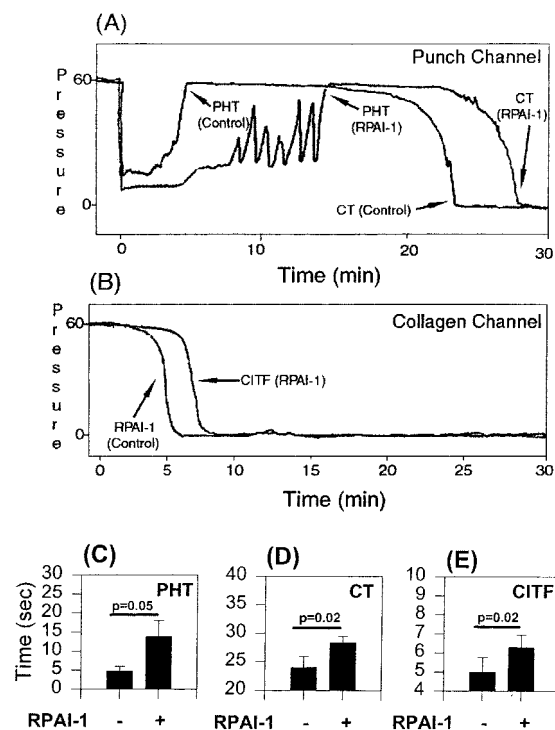 (A)
Punch Channel
Pressure
60
0
PHT
(Control)
PHT
(RPAI-1)
CT
(RPAI-1)
CT (Control)
0 10 20 30
Time (min)
(B)
Collagen Channel
Pressure
60
0
CITF (RPAI-1)
RPAI-1
(Control)
0 5 10 15 20 25 30
Time (min)
(C)
PHT
Time (sec)
30
25
20
15
10
5
0
p=0.05
RPAI-1 - +
(D)
CT
40
35
30
25
20
p=0.02
RPAI-1 - +
(E)
CITF
10
9
8
7
6
5
4
p=0.02
RPAI-1 - +